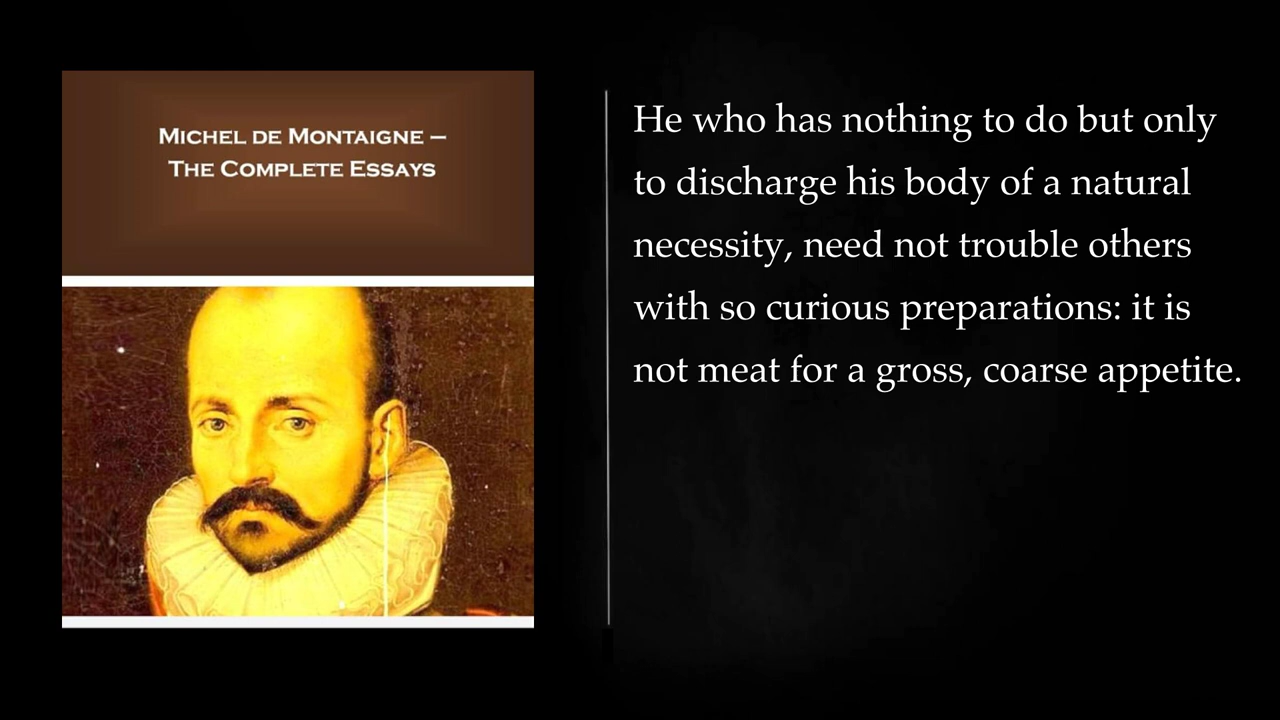 MICHEL DE MONTAIGNE –
THE COMPLETE ESSAYS
He who has nothing to do but only
to discharge his body of a natural
necessity, need not trouble others
with so curious preparations: it is
not meat for a gross, coarse appetite.